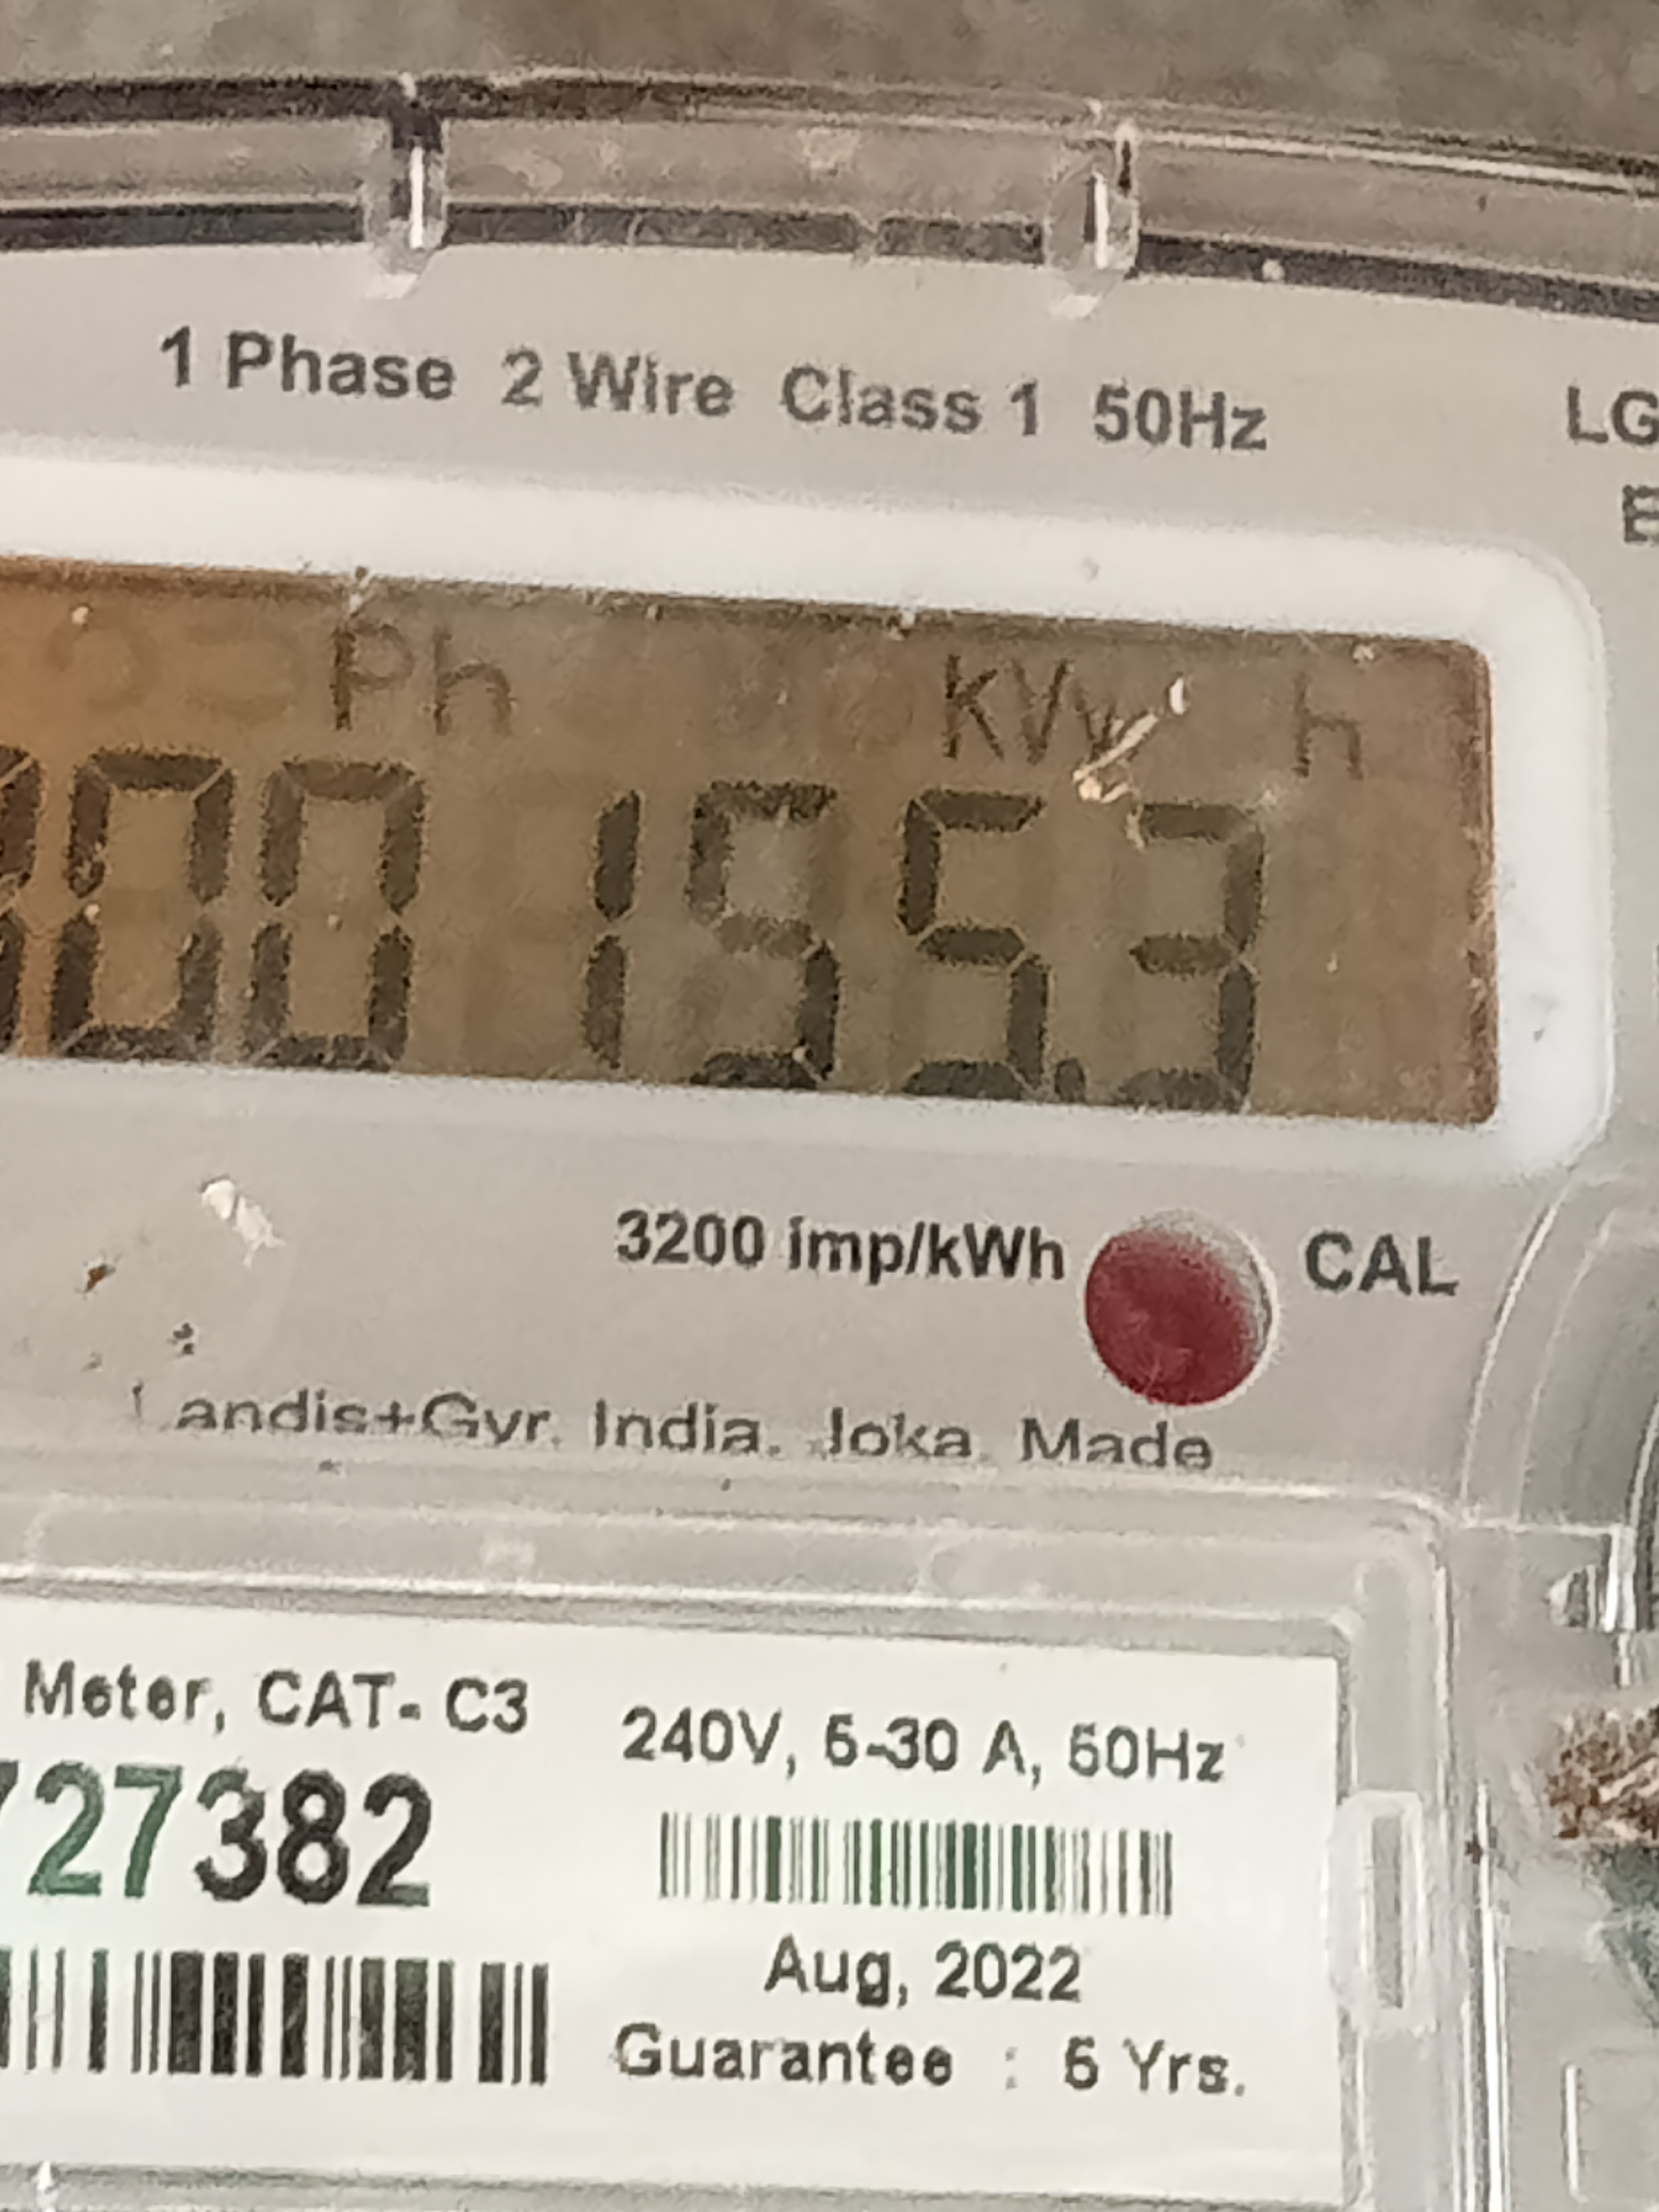 1 Phase 2 Wire Class 1 50Hz
LG
Ph kW h
00155.3
3200 imp/kWh CAL
Landis+Gyr. India. Joka. Made
Meter, CAT- C3
240V, 5-30 A, 50Hz
727382
Aug, 2022
Guarantee : 5 Yrs.